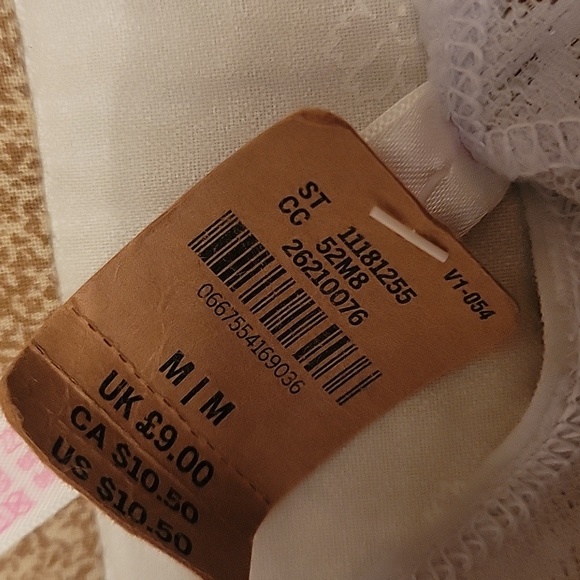 ST 11181255
CC 52M8
26210076
V1-054
0667554169036
M | M
UK £9.00
CA $10.50
US $10.50